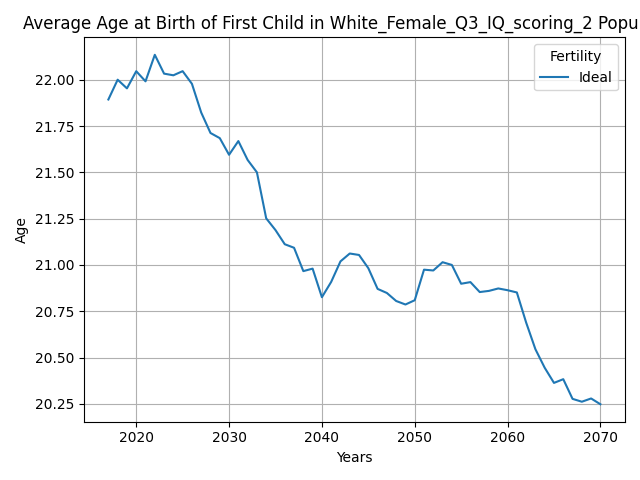 Average Age at Birth of First Child in White_Female_Q3_IQ_scoring_2 Popu
Fertility
Ideal
Age
22.00
21.75
21.50
21.25
21.00
20.75
20.50
20.25
2020 2030 2040 2050 2060 2070
Years